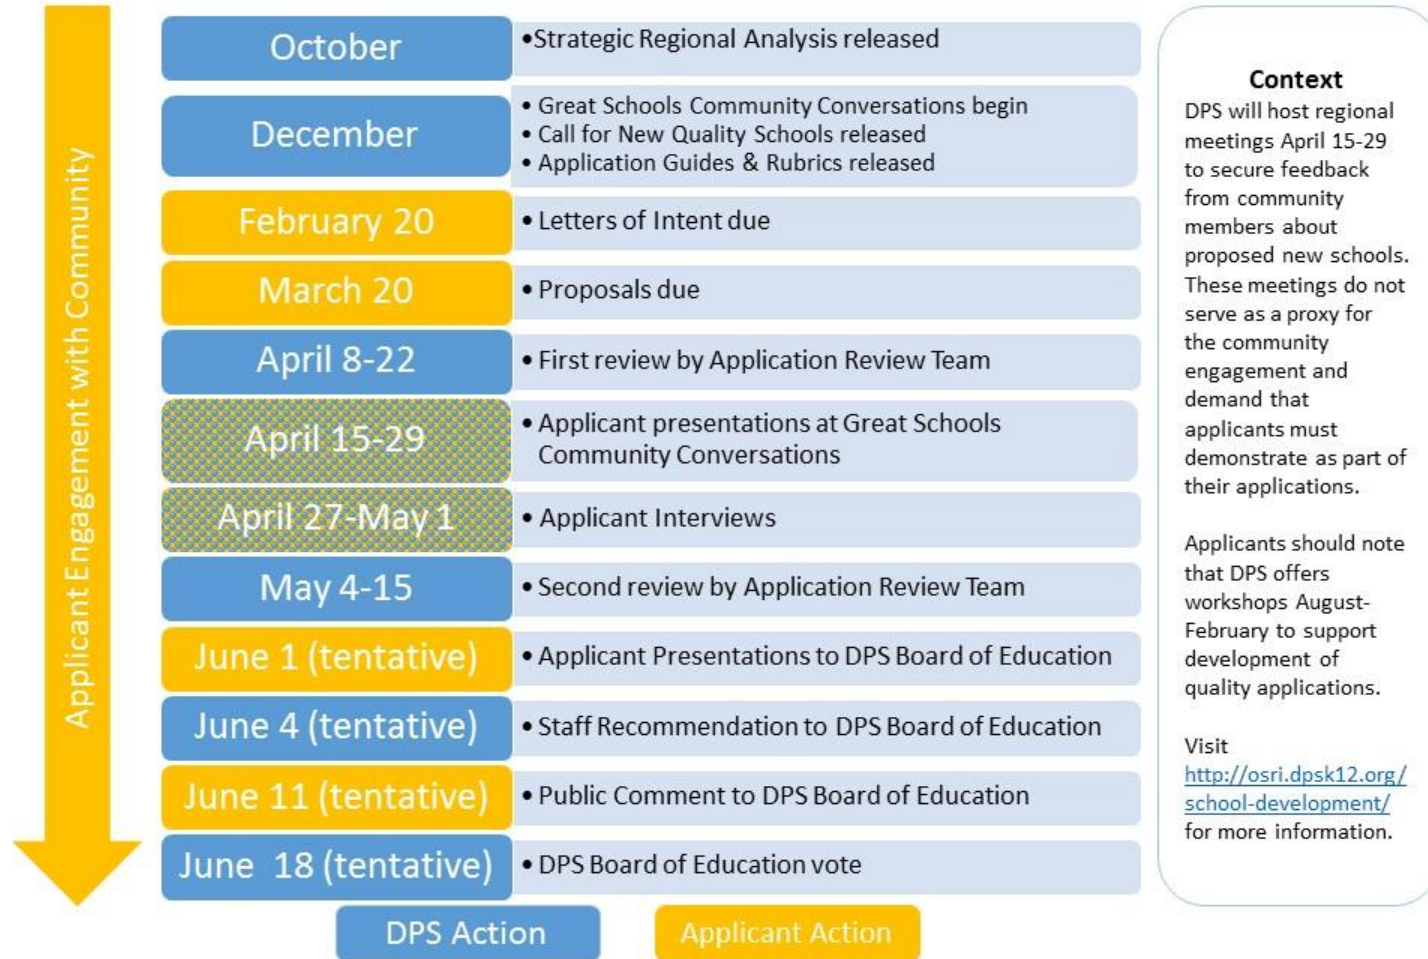 Applicant Engagement with Community
October
•Strategic Regional Analysis released
December
• Great Schools Community Conversations begin
• Call for New Quality Schools released
• Application Guides & Rubrics released
February 20
• Letters of Intent due
March 20
• Proposals due
April 8-22
• First review by Application Review Team
April 15-29
• Applicant presentations at Great Schools
Community Conversations
April 27-May 1
• Applicant Interviews
May 4-15
• Second review by Application Review Team
June 1 (tentative)
• Applicant Presentations to DPS Board of Education
June 4 (tentative)
• Staff Recommendation to DPS Board of Education
June 11 (tentative)
• Public Comment to DPS Board of Education
June 18 (tentative)
• DPS Board of Education vote
DPS Action
Applicant Action
Context
DPS will host regional
meetings April 15-29
to secure feedback
from community
members about
proposed new schools.
These meetings do not
serve as a proxy for
the community
engagement and
demand that
applicants must
demonstrate as part of
their applications.
Applicants should note
that DPS offers
workshops August-
February to support
development of
quality applications.
Visit
http://osri.dpsk12.org/
school-development/
for more information.